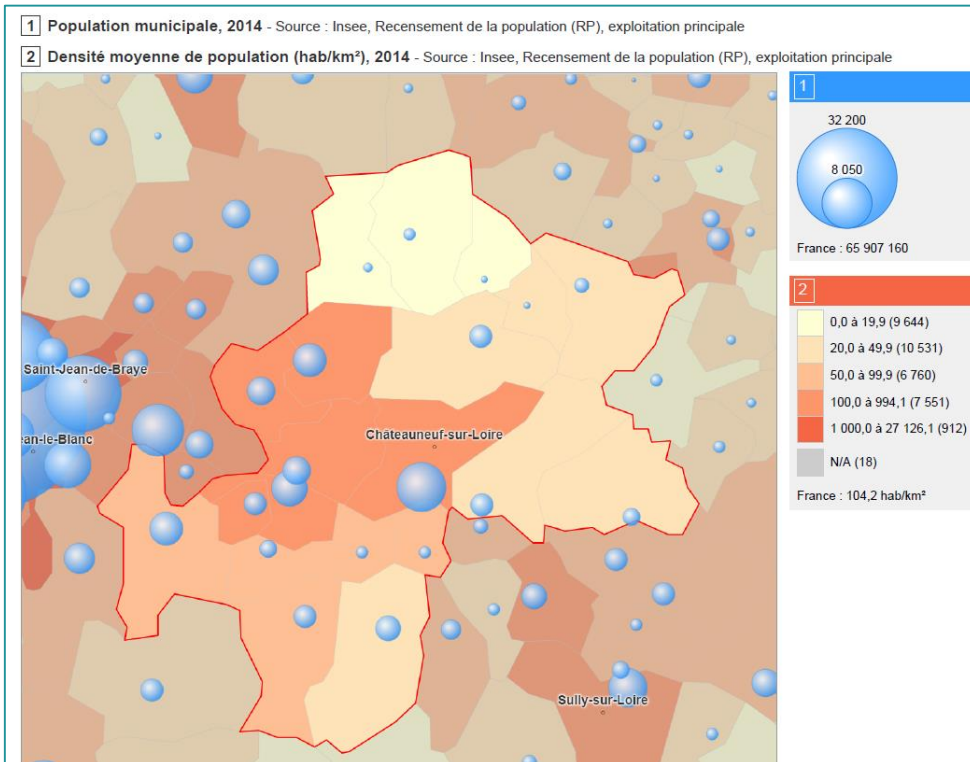 1 Population municipale, 2014 - Source : Insee, Recensement de la population (RP), exploitation principale
2 Densité moyenne de population (hab/km²), 2014 - Source : Insee, Recensement de la population (RP), exploitation principale
1
32 200
8 050
France : 65 907 160
2
0,0 à 19,9 (9 644)
20,0 à 49,9 (10 531)
50,0 à 99,9 (6 760)
100,0 à 994,1 (7 551)
1 000,0 à 27 126,1 (912)
N/A (18)
France : 104,2 hab/km²
Saint-Jean-de-Braye
ean-le-Blanc
Châteauneuf-sur-Loire
Sully-sur-Loire